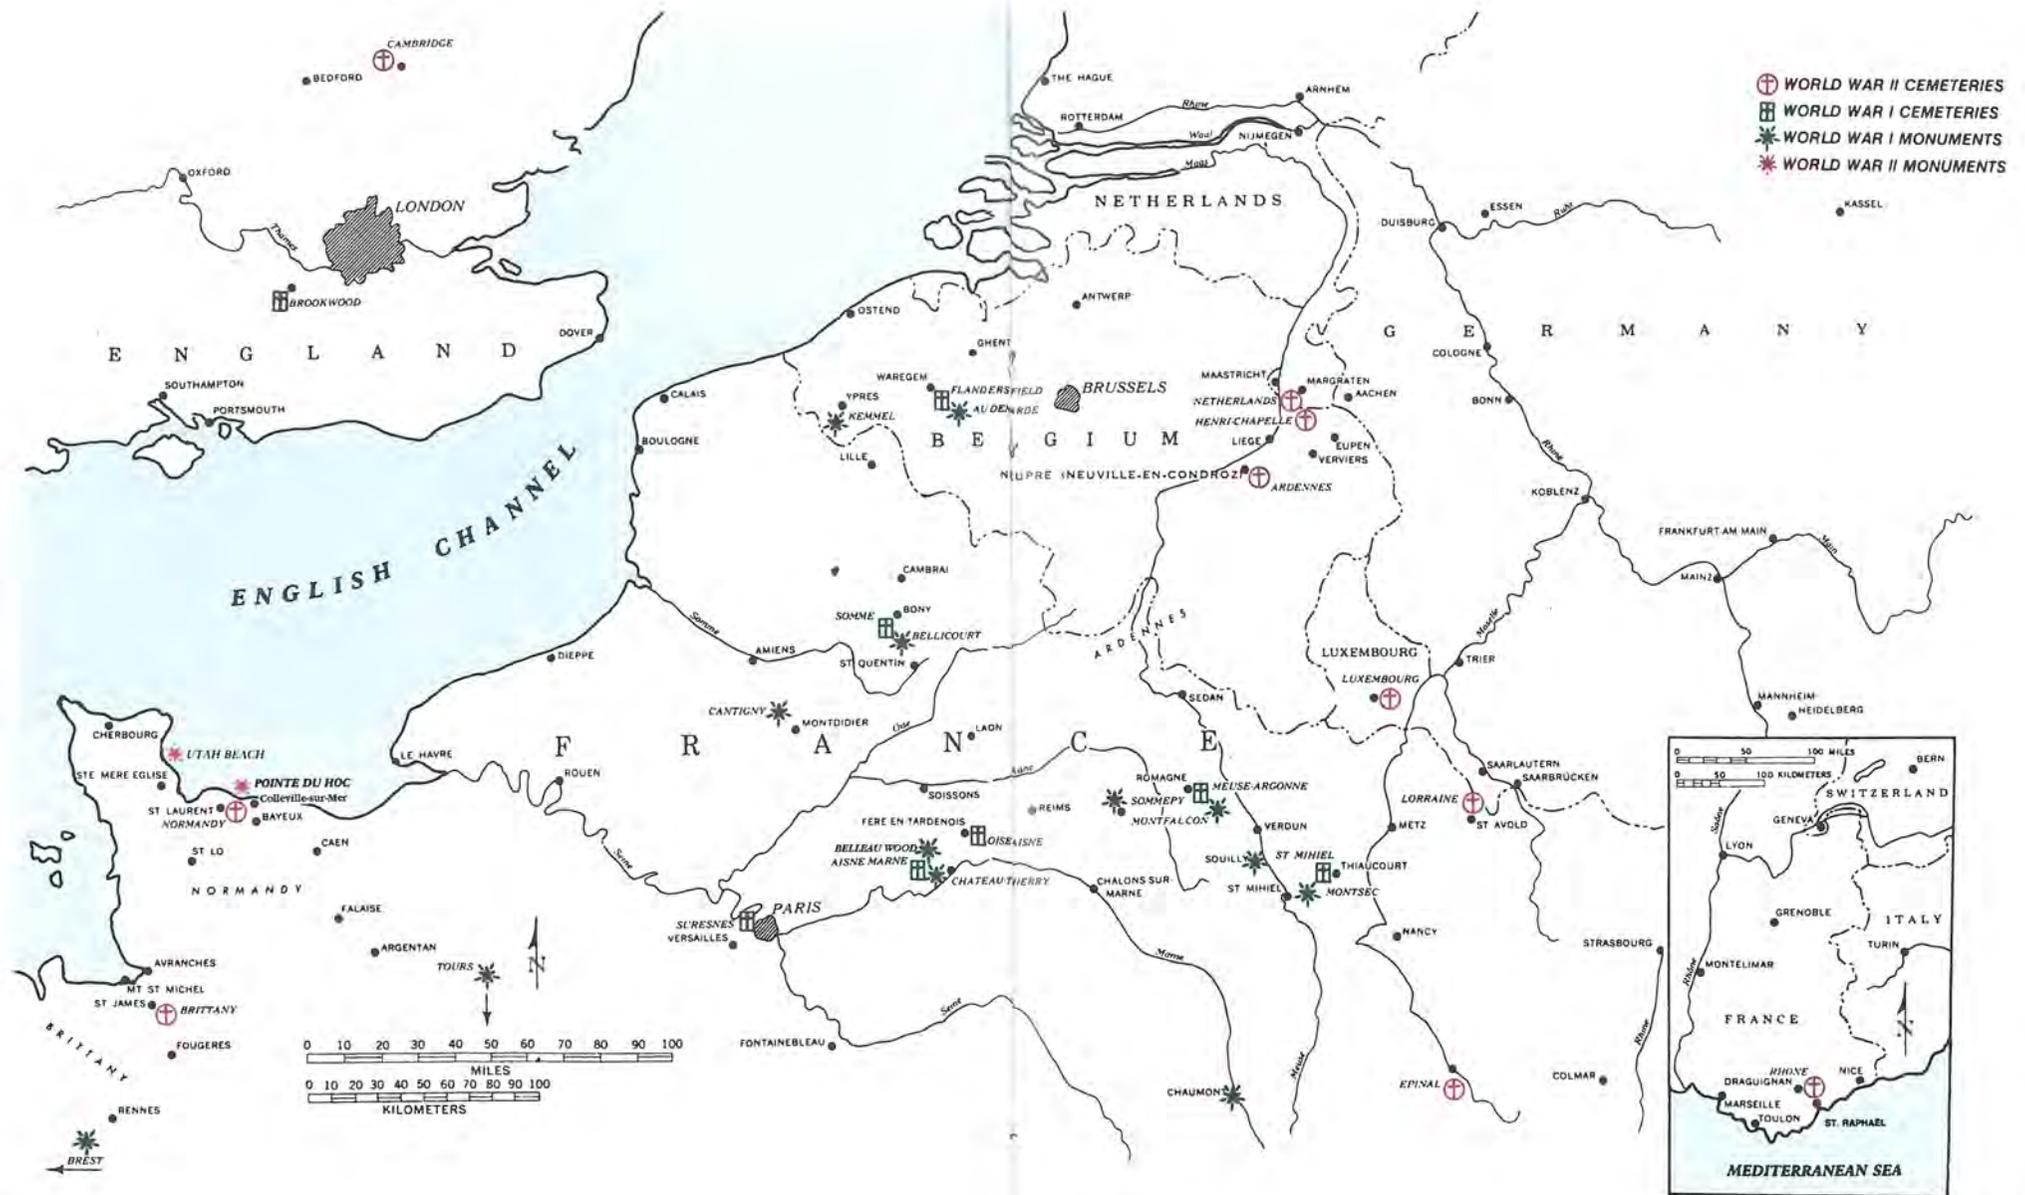 CAMBRIDGE
BEDFORD
OXFORD
Thames
LONDON
BROOKWOOD
DOVER
ENGLAND
SOUTHAMPTON
PORTSMOUTH
ENGLISH CHANNEL
THE HAGUE
ROTTERDAM
Rhine
ARNHEM
Waal
NIJMEGEN
Maas
NETHERLANDS
WORLD WAR II CEMETERIES
WORLD WAR I CEMETERIES
WORLD WAR I MONUMENTS
WORLD WAR II MONUMENTS
KASSEL
ESSEN
Ruhr
DUISBURG
GERMANY
COLOGNE
BONN
Rhine
KOBLENZ
FRANKFURT-AM MAIN
Main
MAINZ
Moselle
TRIER
MANNHEIM
HEIDELBERG
OSTEND
ANTWERP
GHENT
WAREGEM
FLANDERS FIELD
AUDENARDE
BRUSSELS
YPRES
KEMMEL
BELGIUM
LILLE
CALAIS
BOULOGNE
MAASTRICHT
MARGRATEN
NETHERLANDS
AACHEN
HENRI-CHAPELLE
LIEGE
EUPEN
VERVIERS
NEUPRE (NEUVILLE-EN-CONDROZ)
ARDENNES
CAMBRAI
BONY
SOMME
BELLICOURT
ST QUENTIN
Somme
AMIENS
DIEPPE
ARDENNES
LUXEMBOURG
LUXEMBOURG
SEDAN
CANTIGNY
MONTDIDIER
Oise
LAON
FRANCE
CHERBOURG
UTAH BEACH
STE MERE EGLISE
POINTE DU HOC
Colleville-sur-Mer
ST LAURENT
NORMANDY
BAYEUX
ST LO
CAEN
NORMANDY
LE HAVRE
ROUEN
Seine
FALAISE
ARGENTAN
TOURS
N
AVRANCHES
MT ST MICHEL
ST JAMES
BRITTANY
FOUGERES
BRITTANY
RENNES
BREST
0 10 20 30 40 50 60 70 80 90 100
MILES
0 10 20 30 40 50 60 70 80 90 100
KILOMETERS
SOISSONS
REIMS
FERE EN TARDENOIS
OISE AISNE
BELLEAU WOOD
AISNE MARNE
CHATEAU THIERRY
CHALONS SUR-
MARNE
PARIS
SURESNES
VERSAILLES
Marne
Seine
FONTAINEBLEAU
CHAUMONT
Meuse
ROMAGNE
MEUSE-ARGONNE
SOMMEPY
MONTFALCON
VERDUN
SOUILLY
ST MIHIEL
THIAUCOURT
ST MIHIEL
MONTSEC
METZ
SAARLAUTERN
SAARBRÜCKEN
LORRAINE
ST AVOLD
NANCY
STRASBOURG
Rhine
EPINAL
COLMAR
0 50 100 MILES
0 50 100 KILOMETERS
BERN
SWITZERLAND
GENEVA
LYON
GRENOBLE
ITALY
TURIN
MONTELIMAR
Rhône
FRANCE
N
RHONE
DRAGUIGNAN
NICE
MARSEILLE
TOULON
ST. RAPHAËL
MEDITERRANEAN SEA